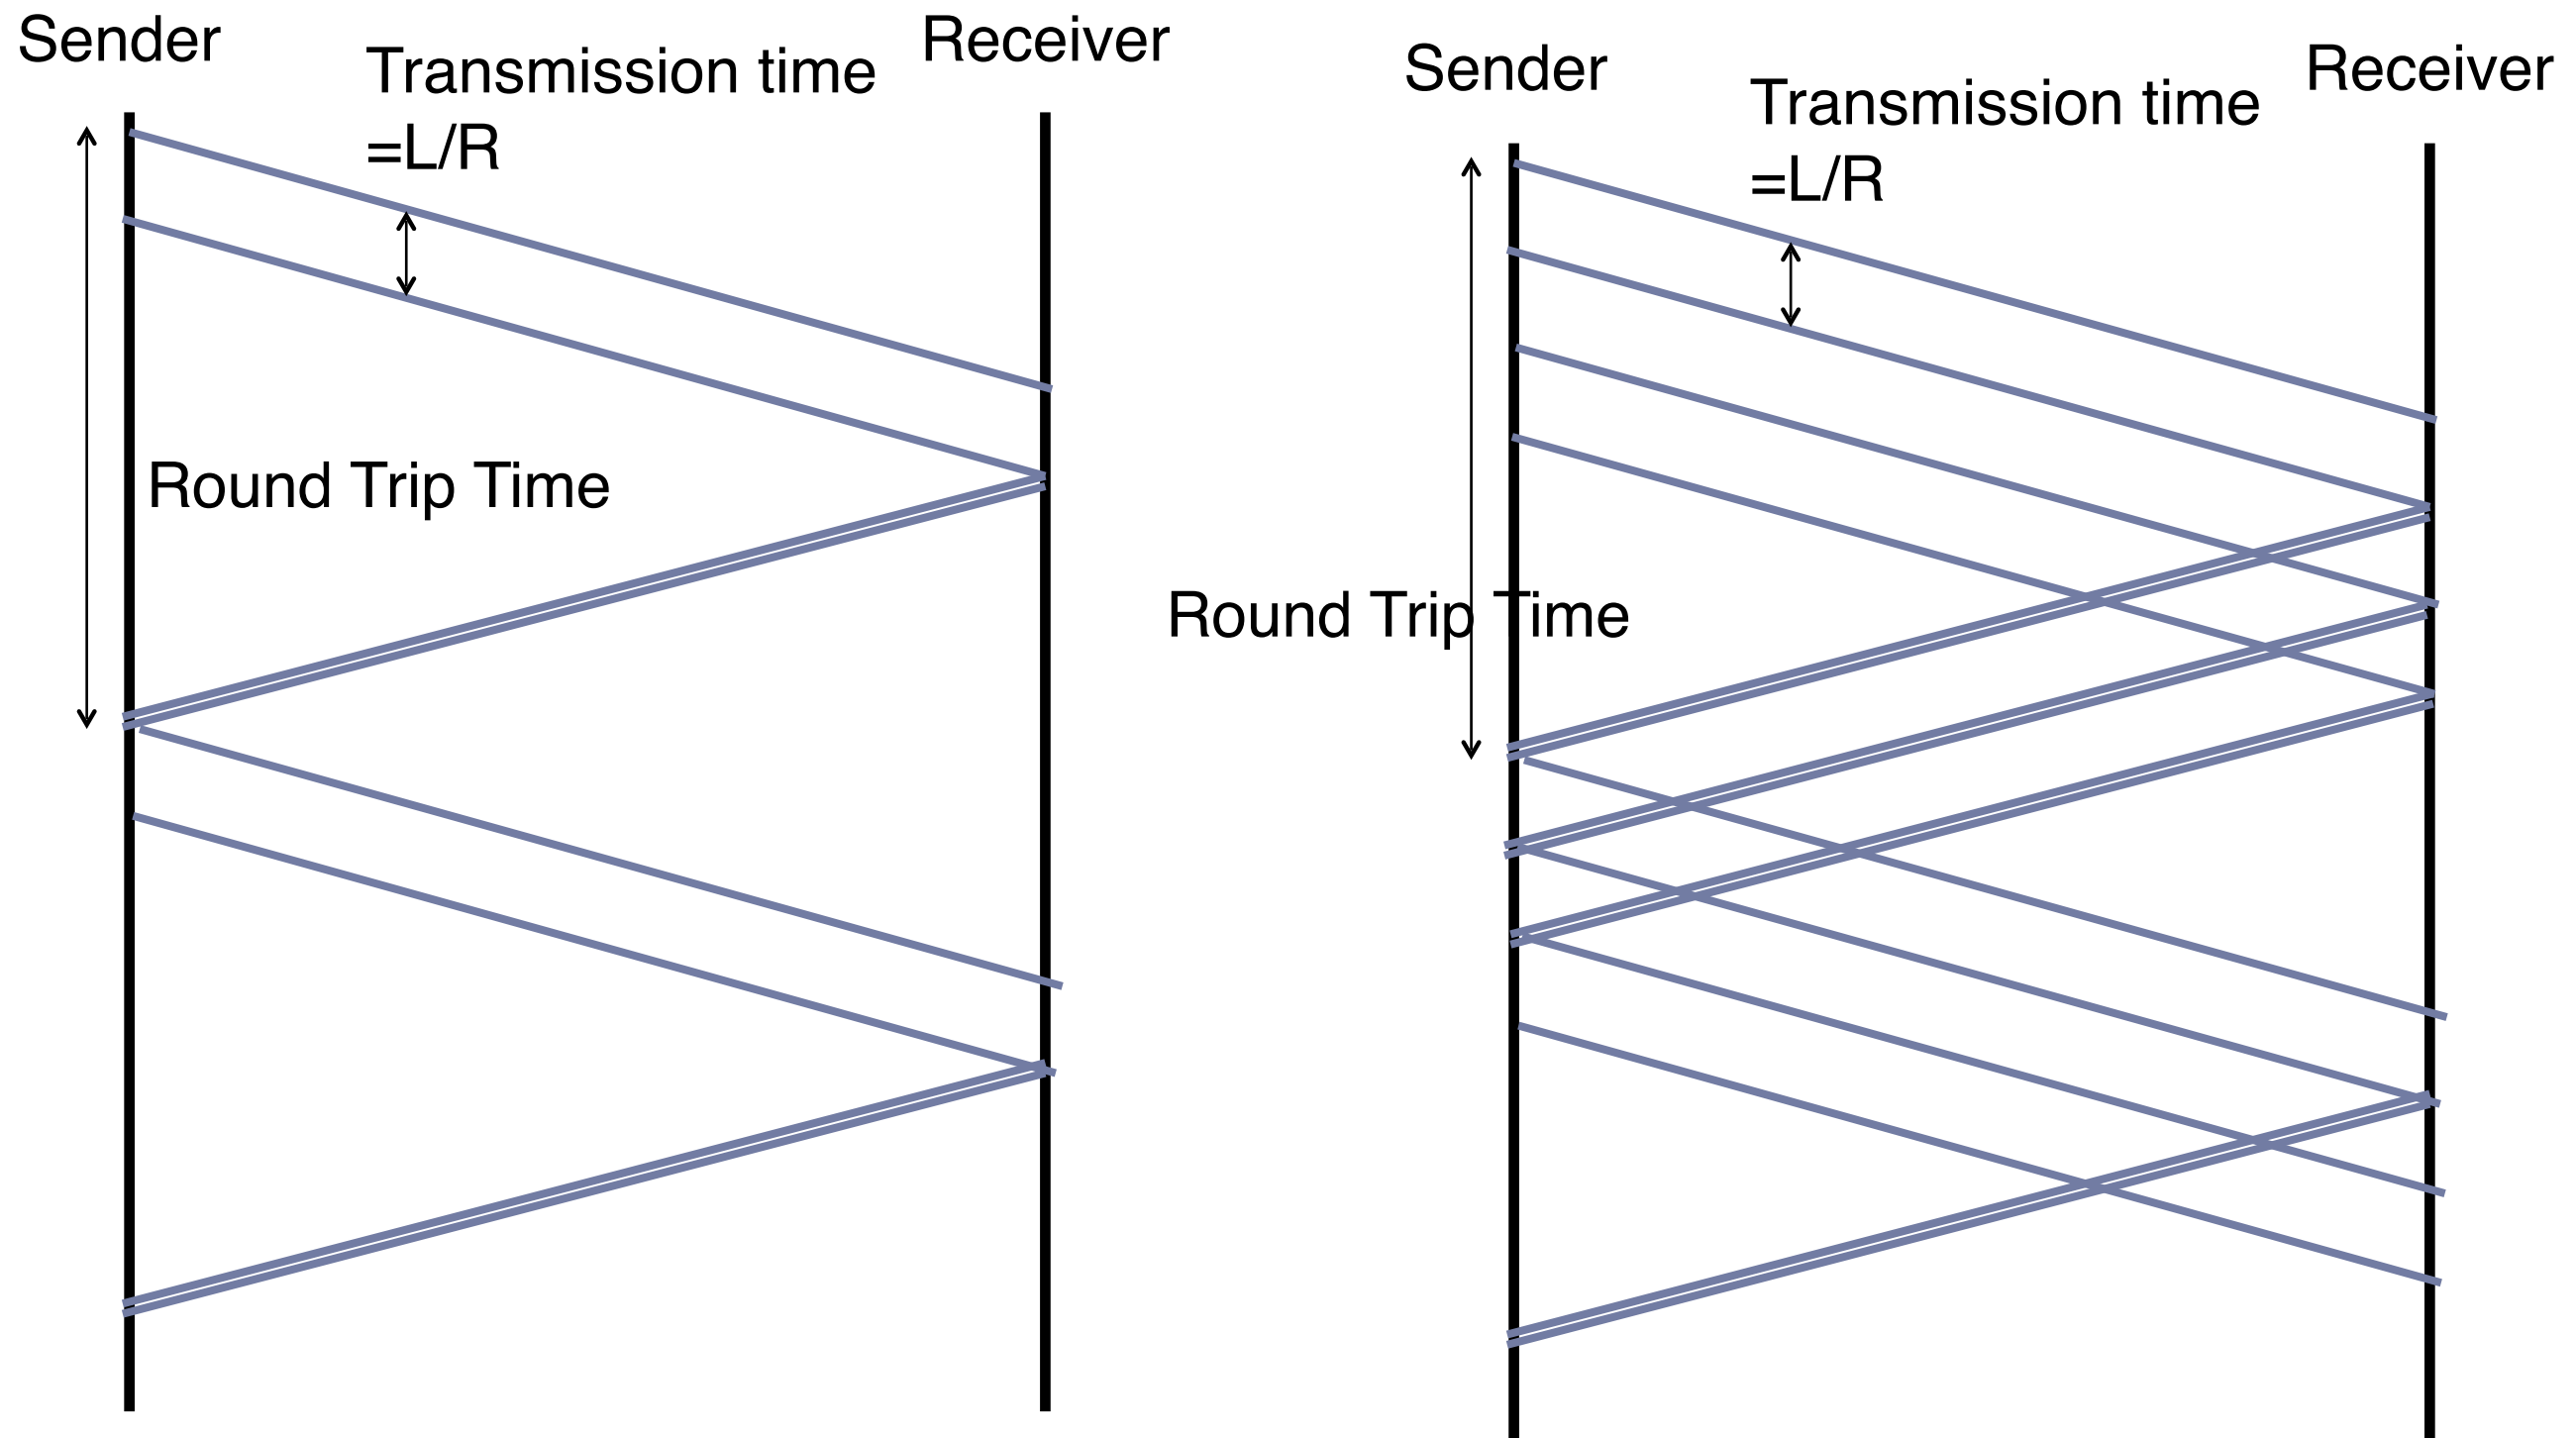 Sender
Receiver
Transmission time
=L/R
Round Trip Time
Sender
Receiver
Transmission time
=L/R
Round Trip Time